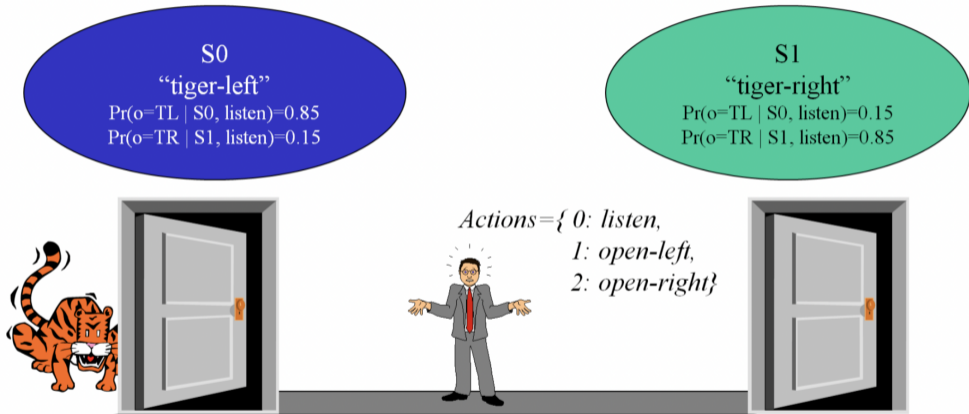 S0
“tiger-left”
Pr(o=TL | S0, listen)=0.85
Pr(o=TR | S1, listen)=0.15
S1
“tiger-right”
Pr(o=TL | S0, listen)=0.15
Pr(o=TR | S1, listen)=0.85
Actions={ 0: listen,
1: open-left,
2: open-right}